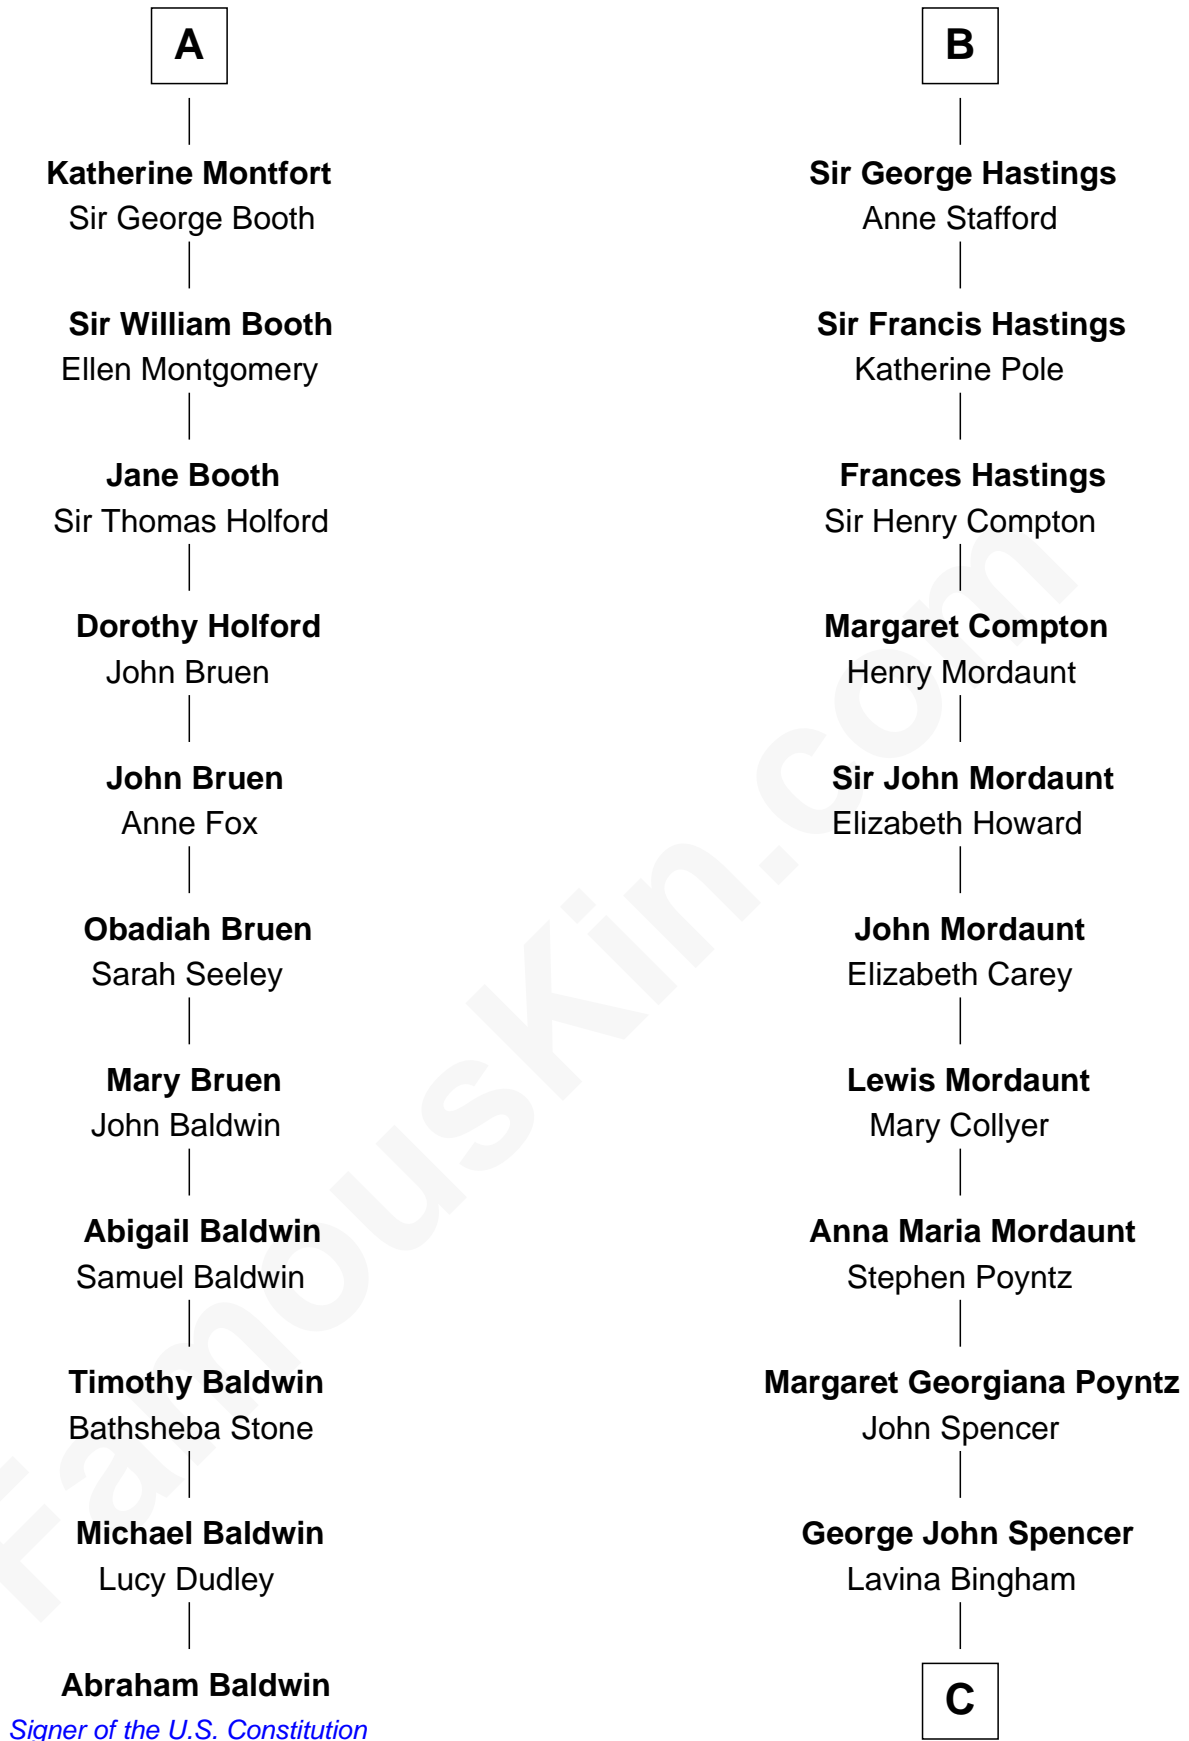 A
Katherine Montfort
Sir George Booth
Sir William Booth
Ellen Montgomery
Jane Booth
Sir Thomas Holford
Dorothy Holford
John Bruen
John Bruen
Anne Fox
Obadiah Bruen
Sarah Seeley
Mary Bruen
John Baldwin
Abigail Baldwin
Samuel Baldwin
Timothy Baldwin
Bathsheba Stone
Michael Baldwin
Lucy Dudley
Abraham Baldwin
Signer of the U.S. Constitution
B
Sir George Hastings
Anne Stafford
Sir Francis Hastings
Katherine Pole
Frances Hastings
Sir Henry Compton
Margaret Compton
Henry Mordaunt
Sir John Mordaunt
Elizabeth Howard
John Mordaunt
Elizabeth Carey
Lewis Mordaunt
Mary Collyer
Anna Maria Mordaunt
Stephen Poyntz
Margaret Georgiana Poyntz
John Spencer
George John Spencer
Lavina Bingham
C
FamousKin.com